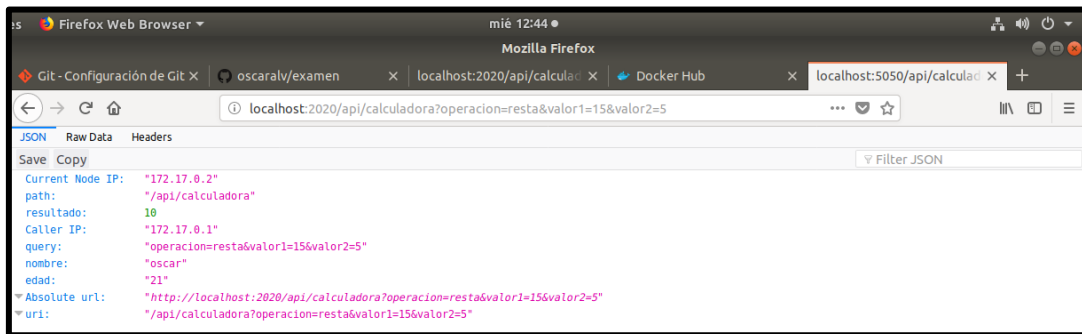 es Firefox Web Browser ▾ mié 12:44 ●
Mozilla Firefox
Git - Configuración de Git × oscaralv/examen × localhost:2020/api/calculad × Docker Hub × localhost:5050/api/calculad × +
localhost:2020/api/calculadora?operacion=resta&valor1=15&valor2=5 •••
JSON Raw Data Headers
Save Copy Filter JSON
Current Node IP: "172.17.0.2"
path: "/api/calculadora"
resultado: 10
Caller IP: "172.17.0.1"
query: "operacion=resta&valor1=15&valor2=5"
nombre: "oscar"
edad: "21"
Absolute url: "http://localhost:2020/api/calculadora?operacion=resta&valor1=15&valor2=5"
uri: "/api/calculadora?operacion=resta&valor1=15&valor2=5"